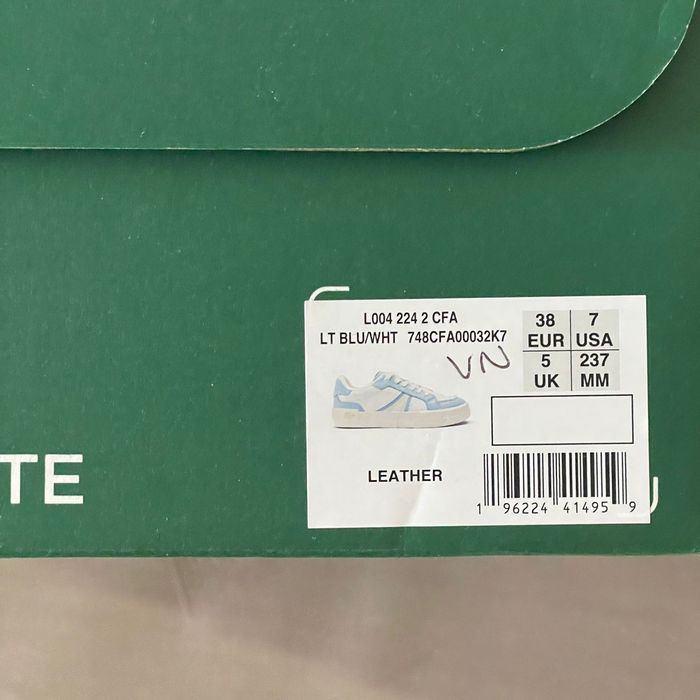 L004 224 2 CFA
LT BLU/WHT 748CFA00032K7
VN
38 EUR 7 USA
5 UK 237 MM
LEATHER
1 96224 41495 9
TE